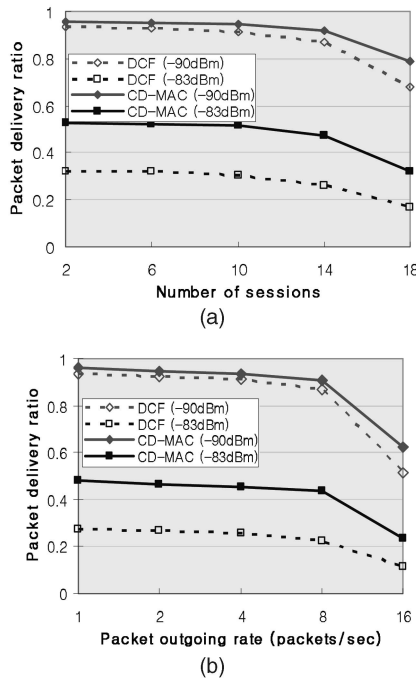 Packet delivery ratio
1
0.8
0.6
0.4
0.2
0
DCF (-90dBm)
DCF (-83dBm)
CD-MAC (-90dBm)
CD-MAC (-83dBm)
2
6
10
14
18
Number of sessions
(a)
Packet delivery ratio
1
0.8
0.6
0.4
0.2
0
DCF (-90dBm)
DCF (-83dBm)
CD-MAC (-90dBm)
CD-MAC (-83dBm)
1
2
4
8
16
Packet outgoing rate (packets/sec)
(b)